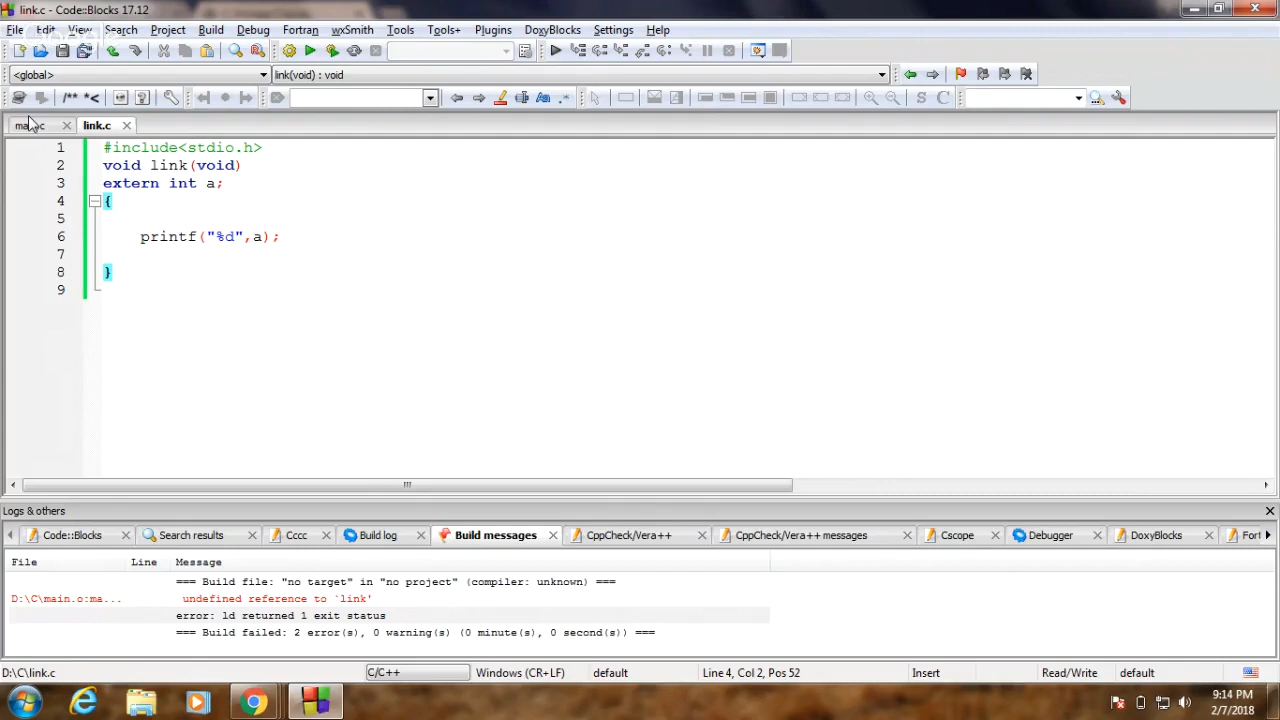 link.c - Code::Blocks 17.12
File Edit View Search Project Build Debug Fortran wxSmith Tools Tools+ Plugins DoxyBlocks Settings Help
<global> link(void) : void
/** *< S C
link.c
1 #include<stdio.h>
2 void link(void)
3 extern int a;
4 {
5
6 printf("%d",a);
7
8 }
9
Logs & others
Code::Blocks Search results Cccc Build log Build messages CppCheck/Vera++ CppCheck/Vera++ messages Cscope Debugger DoxyBlocks Fort
File Line Message
=== Build file: "no target" in "no project" (compiler: unknown) ===
D:\C\main.o:ma... undefined reference to `link'
error: ld returned 1 exit status
=== Build failed: 2 error(s), 0 warning(s) (0 minute(s), 0 second(s)) ===
D:\C\link.c C/C++ Windows (CR+LF) default Line 4, Col 2, Pos 52 Insert Read/Write default
9:14 PM
2/7/2018